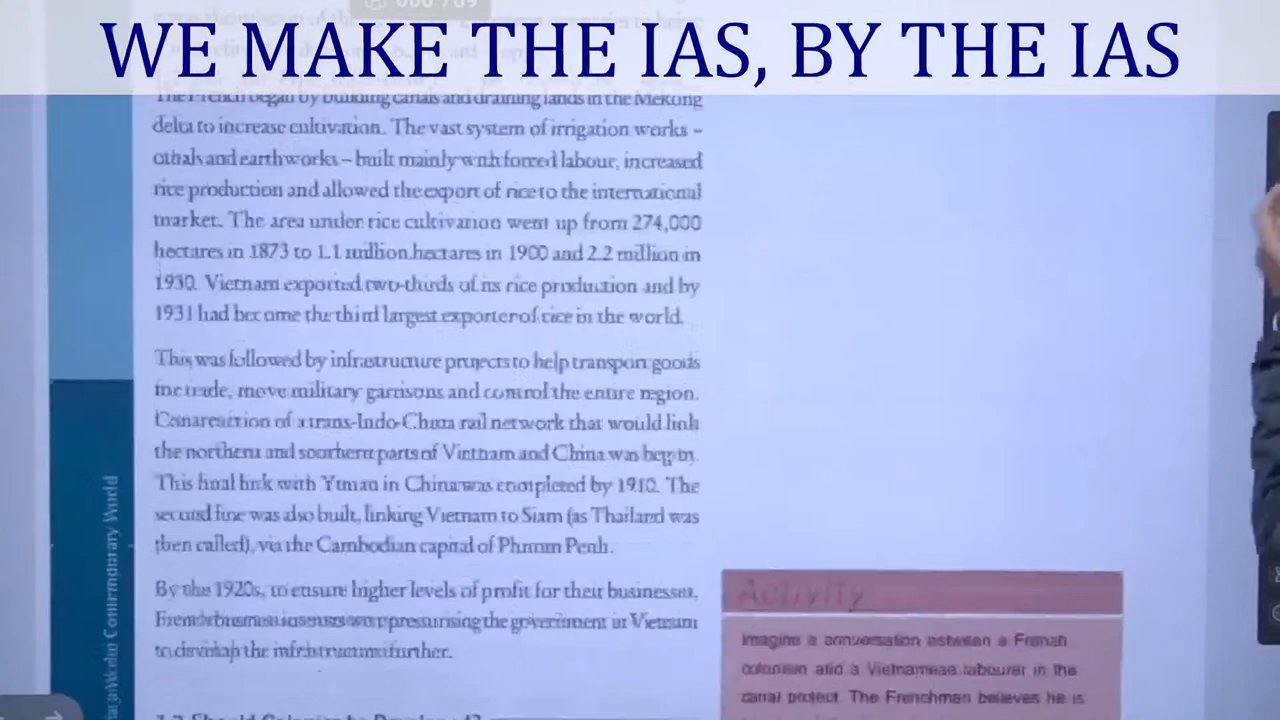 WE MAKE THE IAS, BY THE IAS
The French began by building canals and draining lands in the Mekong
delta to increase cultivation. The vast system of irrigation works –
canals and earthworks – built mainly with forced labour, increased
rice production and allowed the export of rice to the international
market. The area under rice cultivation went up from 274,000
hectares in 1873 to 1.1 million hectares in 1900 and 2.2 million in
1930. Vietnam exported two-thirds of its rice production and by
1931 had become the third largest exporter of rice in the world.
This was followed by infrastructure projects to help transport goods
for trade, move military garrisons and control the entire region.
Construction of a trans-Indo-China rail network that would link
the northern and southern parts of Vietnam and China was begun.
This final link with Yunan in China was completed by 1910. The
second line was also built, linking Vietnam to Siam (as Thailand was
then called), via the Cambodian capital of Phnom Penh.
By the 1920s, to ensure higher levels of profit for their businesses,
French business interests were pressurising the government in Vietnam
to develop the infrastructure further.
Activity
Imagine a conversation between a French
colonist and a Vietnamese labourer in the
canal project. The Frenchman believes he is
Contemporary World